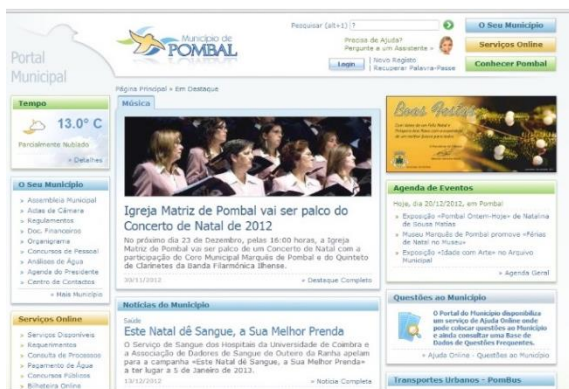 Pesquisar (alt+1) ?
O Seu Município
Município de
POMBAL
Precisa de Ajuda?
Pergunte a um Assistente »
Serviços Online
Portal
Municipal
Login
Novo Registo
Recuperar Palavra-Passe
Conhecer Pombal
Página Principal » Em Destaque
Tempo
13.0º C
Parcialmente Nublado
» Detalhes
O Seu Município
» Assembleia Municipal
» Actas de Câmara
» Regulamentos
» Doc. Financeiros
» Organigrama
» Concursos de Pessoal
» Análises de Água
» Agenda do Presidente
» Centro de Contactos
» Mais Município
Serviços Online
» Serviços Disponíveis
» Requerimentos
» Consulta de Processos
» Pagamento de Água
» Concursos Públicos
» Bilheteira Online
Música
Igreja Matriz de Pombal vai ser palco do
Concerto de Natal de 2012
No próximo dia 23 de Dezembro, pelas 16:00 horas, a Igreja
Matriz de Pombal vai ser palco de um Concerto de Natal com a
participação do Coro Municipal Marquês de Pombal e do Quinteto
de Clarinetes da Banda Filarmónica Ilhense.
30/11/2012
» Destaque Completo
Notícias do Município
Saúde
Este Natal dê Sangue, a Sua Melhor Prenda
O Serviço de Sangue dos Hospitais da Universidade de Coimbra e
a Associação de Dadores de Sangue de Outeiro da Ranha apelam
para a campanha «Este Natal dê Sangue, a Sua Melhor Prenda»
a ter lugar a 5 de Janeiro de 2013.
13/12/2012
» Notícia Completa
Boas Festas
Agenda de Eventos
Hoje, dia 20/12/2012, em Pombal
» Exposição «Pombal Ontem-Hoje» de Natalina
de Sousa Matias
» Museu Marquês de Pombal promove «Férias
de Natal no Museu»
» Exposição «Idade com Arte» no Arquivo
Municipal
» Agenda Geral
Questões ao Município
O Portal do Município disponibiliza
um serviço de Ajuda Online onde
pode colocar questões ao Município
e ainda consultar uma Base de
Dados de Questões Frequentes.
» Ajuda Online - Questões ao Município
Transportes Urbanos - PomBus